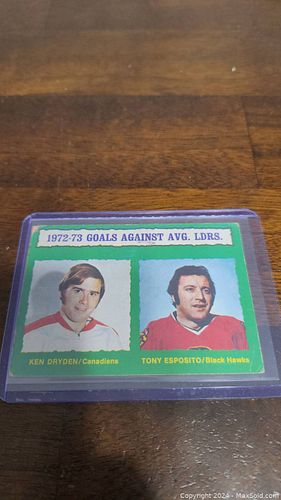 1972-73 GOALS AGAINST AVG. LDRS.
KEN DRYDEN/Canadiens
TONY ESPOSITO/Black Hawks
Copyright 2024 - MaxSold.com